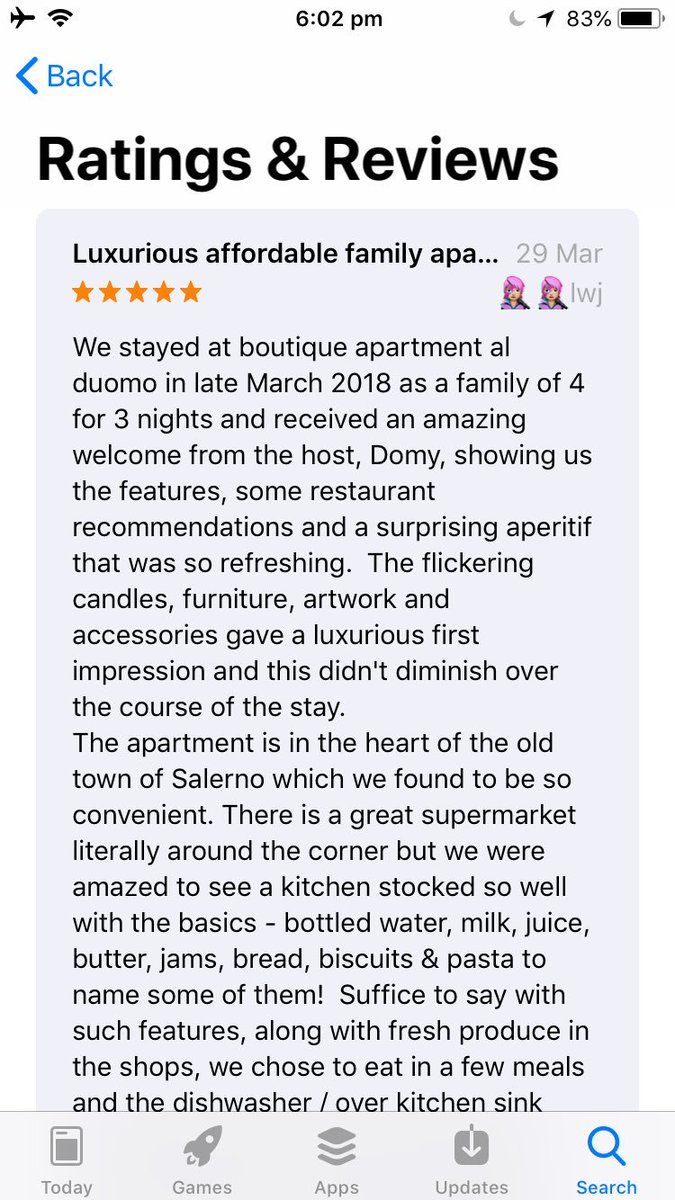 6:02 pm
83%
Back
Ratings & Reviews
Luxurious affordable family apa... 29 Mar
lwj
We stayed at boutique apartment al
duomo in late March 2018 as a family of 4
for 3 nights and received an amazing
welcome from the host, Domy, showing us
the features, some restaurant
recommendations and a surprising aperitif
that was so refreshing.  The flickering
candles, furniture, artwork and
accessories gave a luxurious first
impression and this didn't diminish over
the course of the stay.
The apartment is in the heart of the old
town of Salerno which we found to be so
convenient. There is a great supermarket
literally around the corner but we were
amazed to see a kitchen stocked so well
with the basics - bottled water, milk, juice,
butter, jams, bread, biscuits & pasta to
name some of them!  Suffice to say with
such features, along with fresh produce in
the shops, we chose to eat in a few meals
and the dishwasher / over kitchen sink
Today Games Apps Updates Search